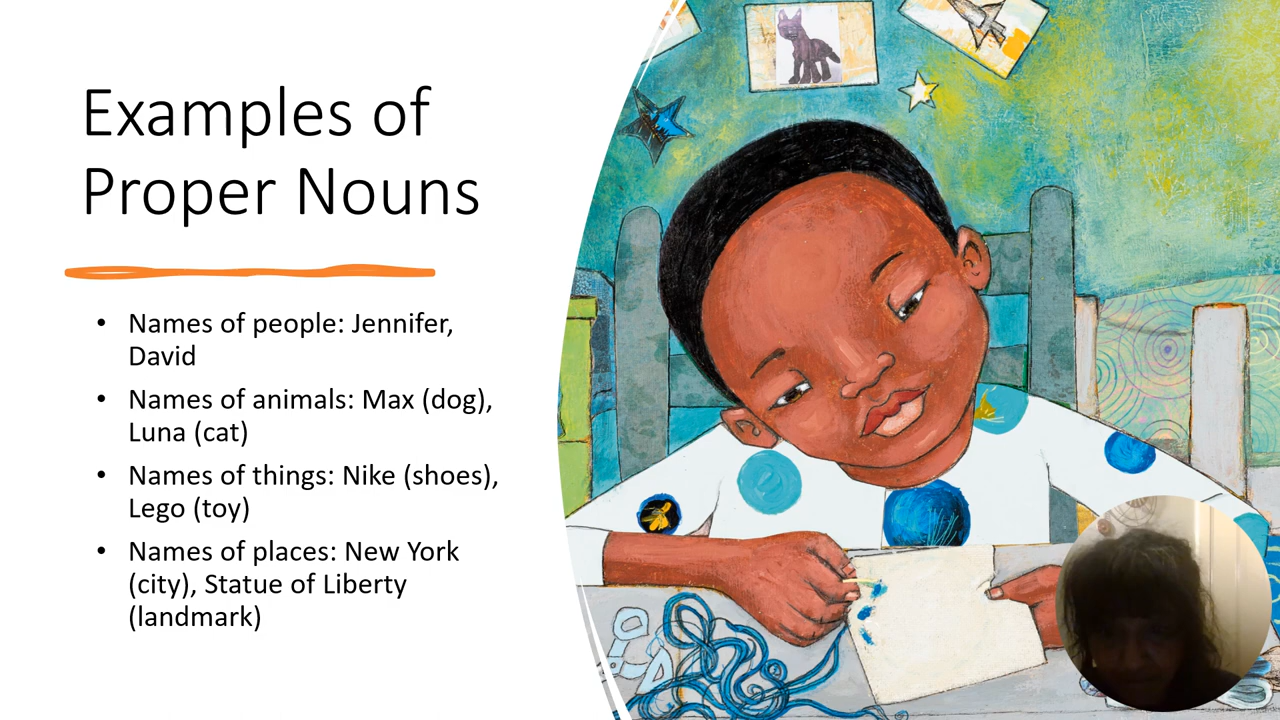 Examples of
Proper Nouns
• Names of people: Jennifer,
David
• Names of animals: Max (dog),
Luna (cat)
• Names of things: Nike (shoes),
Lego (toy)
• Names of places: New York
(city), Statue of Liberty
(landmark)